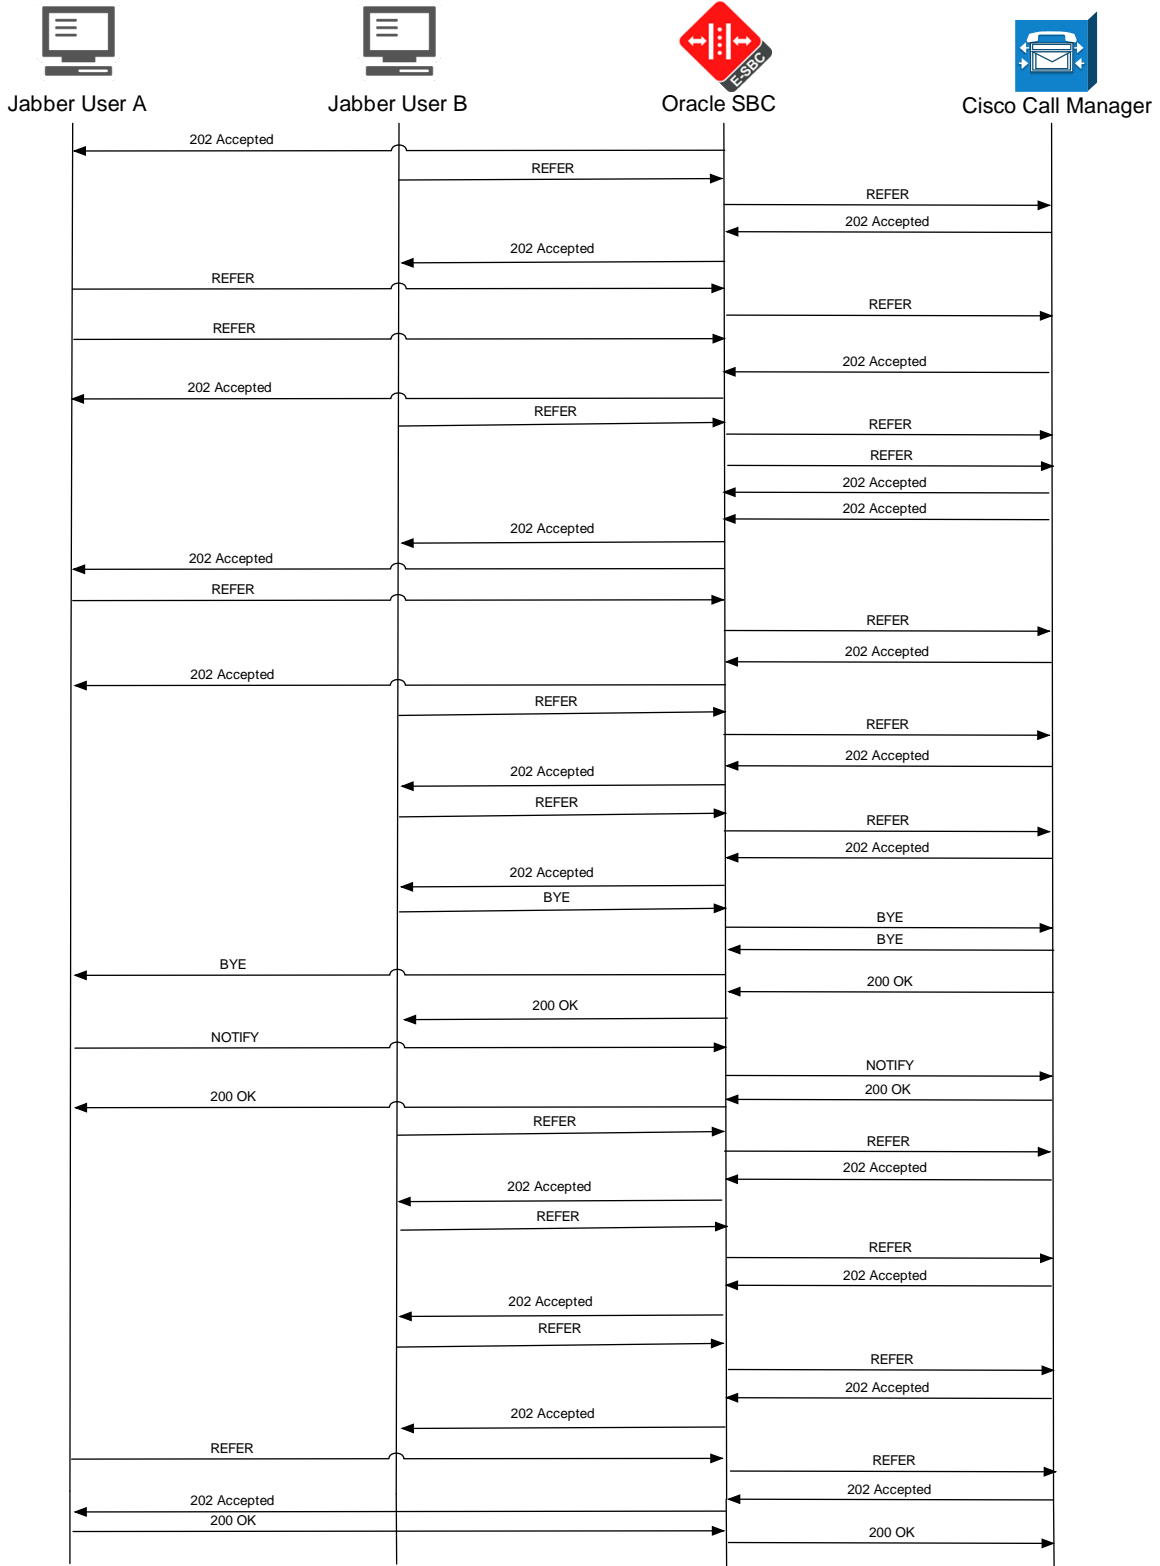 E-SBC
Jabber User A
Jabber User B
Oracle SBC
Cisco Call Manager
202 Accepted
REFER
REFER
202 Accepted
202 Accepted
REFER
REFER
REFER
202 Accepted
202 Accepted
REFER
REFER
REFER
202 Accepted
202 Accepted
202 Accepted
202 Accepted
REFER
REFER
202 Accepted
202 Accepted
REFER
REFER
202 Accepted
202 Accepted
REFER
REFER
202 Accepted
202 Accepted
BYE
BYE
BYE
BYE
200 OK
200 OK
NOTIFY
NOTIFY
200 OK
200 OK
REFER
REFER
202 Accepted
202 Accepted
REFER
REFER
202 Accepted
202 Accepted
REFER
REFER
202 Accepted
202 Accepted
REFER
REFER
202 Accepted
202 Accepted
200 OK
200 OK